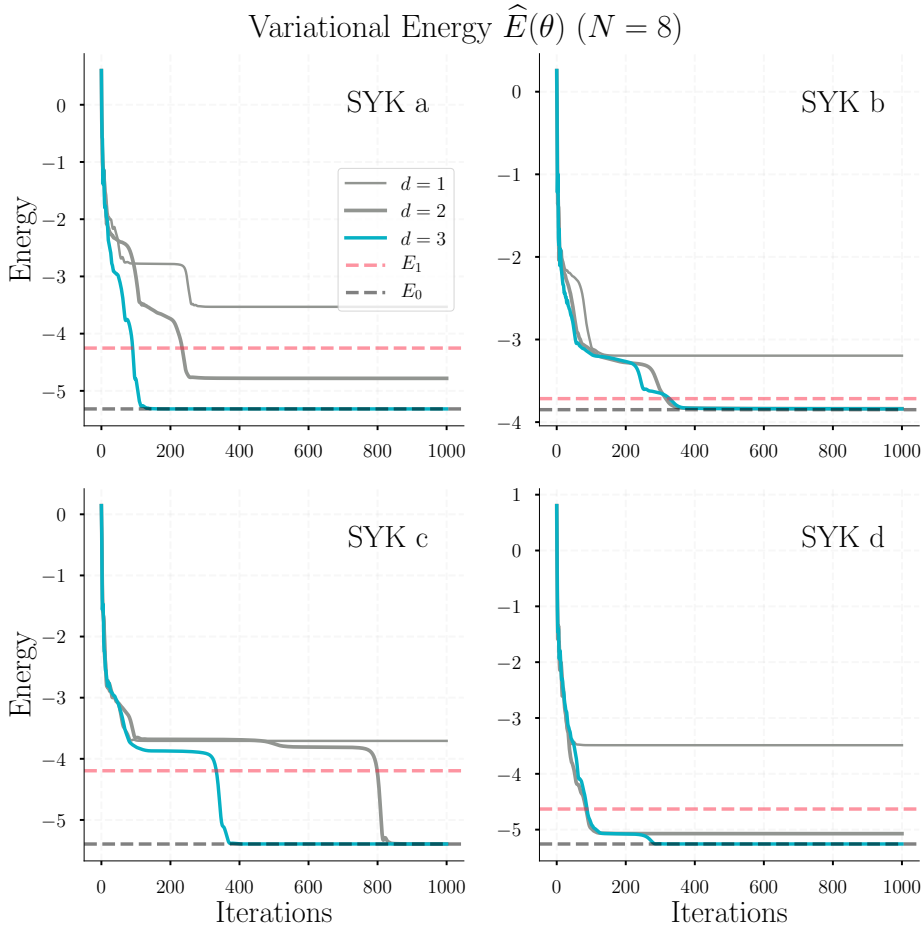 Variational Energy $\widehat{E}(\theta)$ ($N = 8$)
SYK a
Energy
0
−1
−2
−3
−4
−5
0 200 400 600 800 1000
d = 1
d = 2
d = 3
E₁
E₀
SYK b
0
−1
−2
−3
−4
0 200 400 600 800 1000
SYK c
Energy
0
−1
−2
−3
−4
−5
0 200 400 600 800 1000
Iterations
SYK d
1
0
−1
−2
−3
−4
−5
0 200 400 600 800 1000
Iterations